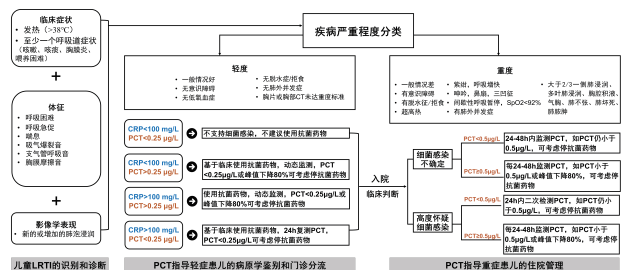 临床症状
• 发热（>38℃）
• 至少一个呼吸道症状
（咳嗽、咳痰、胸膜炎、
喂养困难）
+
体征
• 呼吸困难
• 呼吸急促
• 喘息
• 吸气爆裂音
• 支气管呼吸音
• 胸膜摩擦音
+
影像学表现
• 新的或增加的肺泡浸润
儿童LRTI的识别和诊断
疾病严重程度分类
轻度
• 一般情况好
• 无意识障碍
• 无低氧血症
• 无脱水症/拒食
• 无肺外并发症
• 胸片或胸部CT未达重度标准
重度
• 一般情况差
• 有意识障碍
• 有脱水征/拒食
• 超高热
• 紫绀，呼吸增快
• 呻吟，鼻扇，三凹征
• 间歇性呼吸暂停，SpO2<92%
• 有肺外并发症
• 大于2/3一侧肺浸润、
多叶肺浸润、胸腔积液、
气胸、肺不张、肺坏死、
肺脓肿
CRP<100 mg/L
PCT<0.25 μg/L
不支持细菌感染，不建议使用抗菌药物
CRP<100 mg/L
PCT>0.25 μg/L
基于临床使用抗菌药物，动态监测，PCT
<0.25μg/L或峰值下降80%可考虑停抗菌药物
CRP>100 mg/L
PCT>0.25 μg/L
使用抗菌药物，动态监测，PCT<0.25μg/L或
峰值下降80%可考虑停抗菌药物
CRP>100 mg/L
PCT<0.25 μg/L
基于临床使用抗菌药物，24h复测PCT，
PCT<0.25μg/L可考虑停抗菌药物
PCT指导轻症患儿的病原学鉴别和门诊分流
入院
临床判断
细菌感染
不确定
PCT<0.5μg/L
24-48h内监测PCT，如PCT仍小于
0.5μg/L，可考虑停抗菌药物
PCT≥0.5μg/L
每24-48h监测PCT，如PCT小于
0.5μg/L或峰值下降80%，可考虑停
抗菌药物
高度怀疑
细菌感染
PCT<0.5μg/L
24h内二次检测PCT，如PCT仍小
于0.5μg/L，可考虑停抗菌药物
PCT≥0.5μg/L
每24-48h监测PCT，如PCT小于
0.5μg/L或峰值下降80%，可考虑停
抗菌药物
PCT指导重症患儿的住院管理